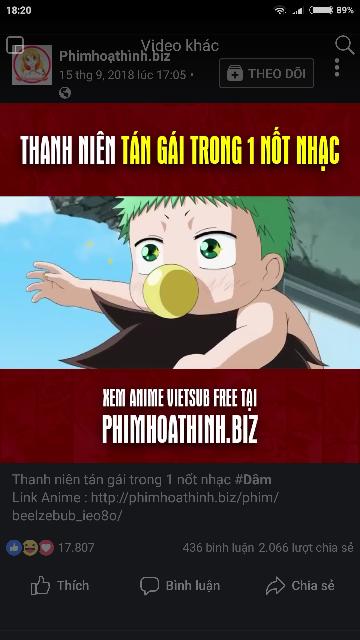 18:20
89%
Video khác
Phimhoạthình.biz
15 thg 9, 2018 lúc 17:05 •
THEO DÕI
THANH NIÊN TÁN GÁI TRONG 1 NỐT NHẠC
XEM ANIME VIETSUB FREE TẠI
PHIMHOATHINH.BIZ
Thanh niên tán gái trong 1 nốt nhạc #Dâm
Link Anime : http://phimhoathinh.biz/phim/
beelzebub_ieo8o/
17.807
436 bình luận 2.066 lượt chia sẻ
Thích
Bình luận
Chia sẻ